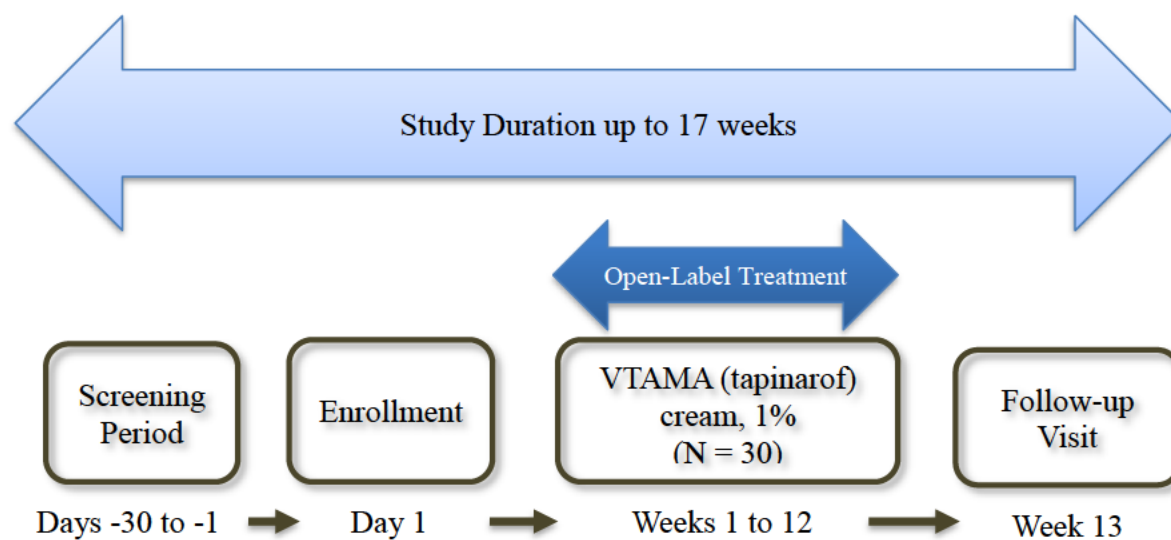 Study Duration up to 17 weeks
Open-Label Treatment
Screening
Period
Enrollment
VTAMA (tapinarof)
cream, 1%
(N = 30)
Follow-up
Visit
Days -30 to -1
Day 1
Weeks 1 to 12
Week 13